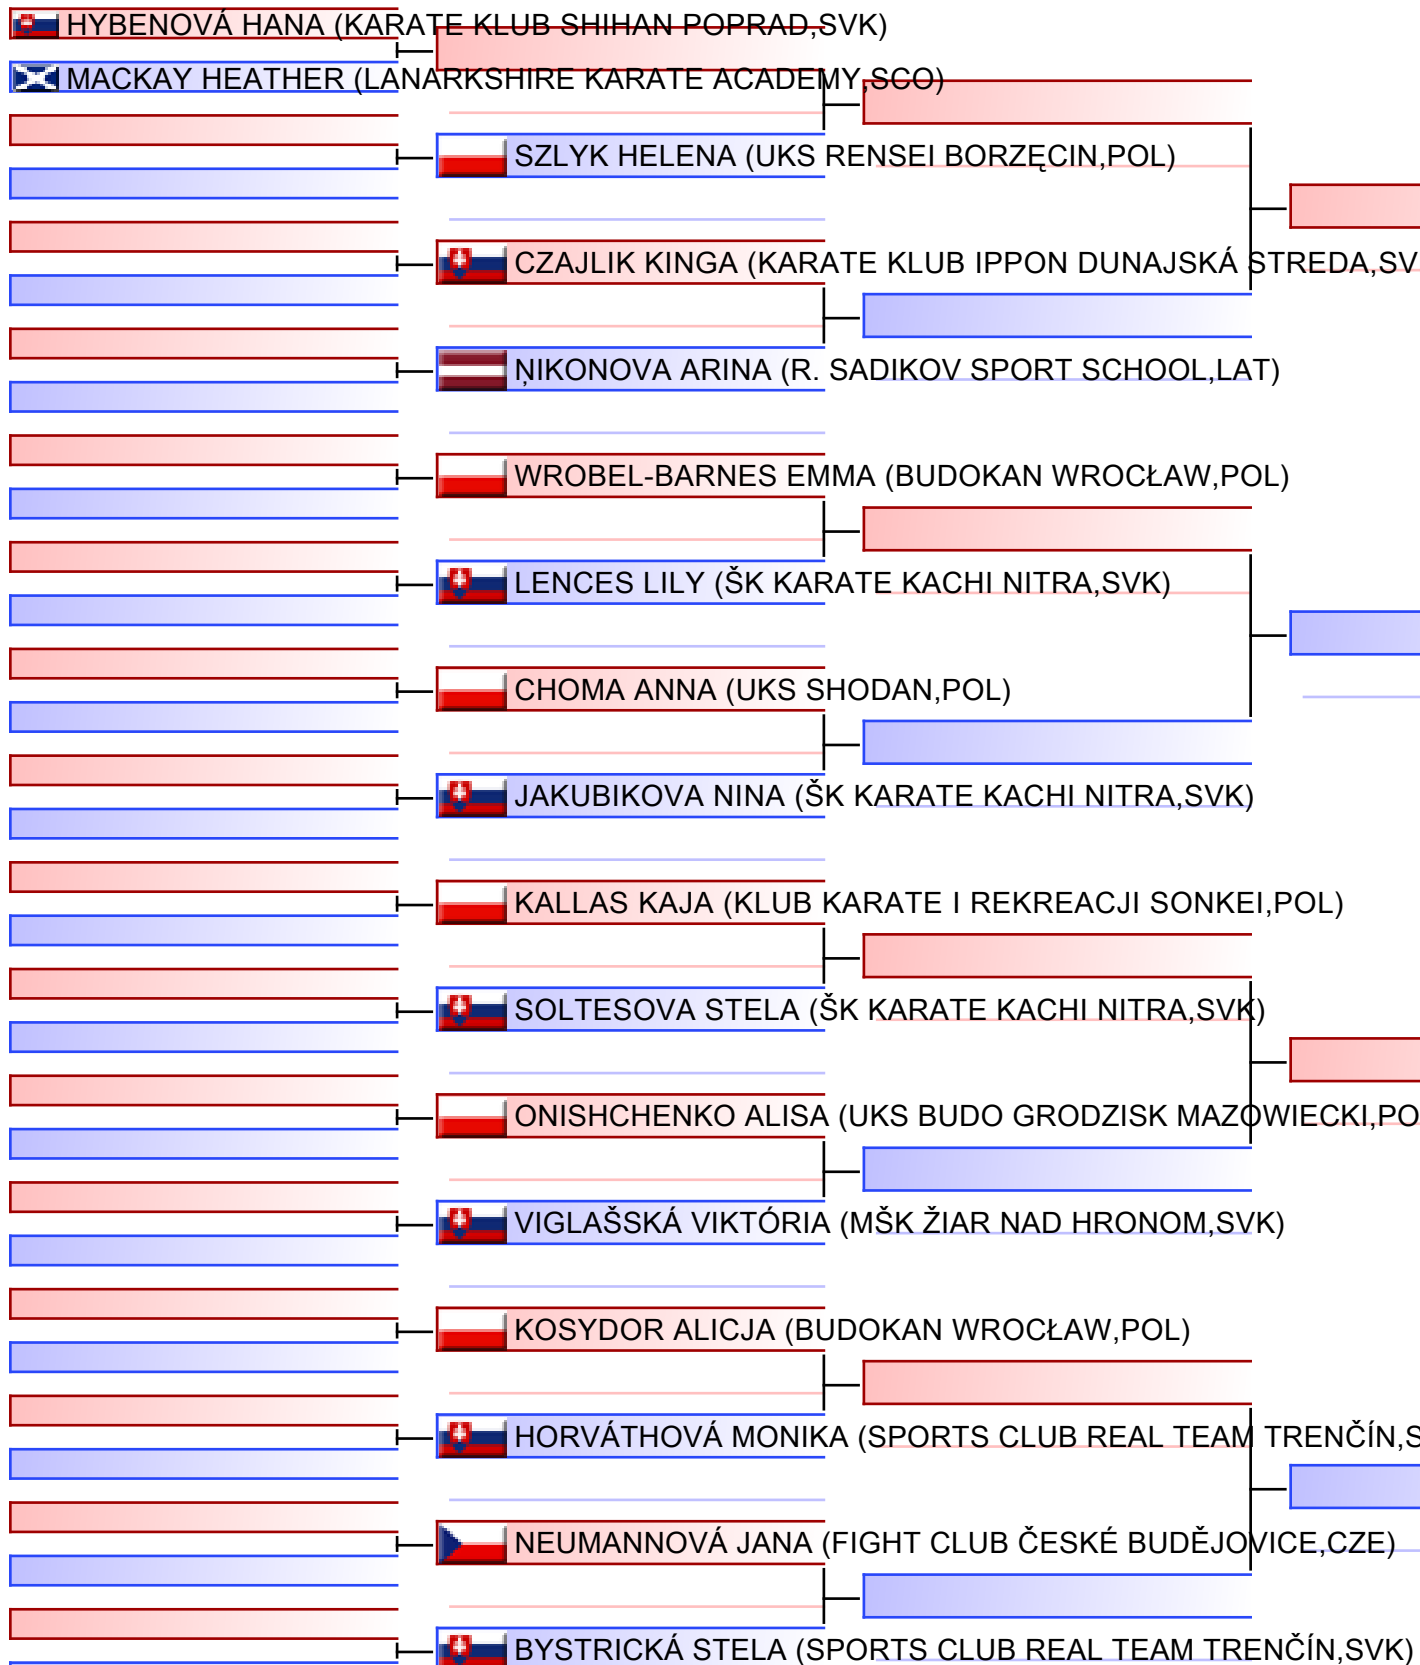 HYBENOVÁ HANA (KARATE KLUB SHIHAN POPRAD,SVK)
MACKAY HEATHER (LANARKSHIRE KARATE ACADEMY,SCO)
SZLYK HELENA (UKS RENSEI BORZĘCIN,POL)
CZAJLIK KINGA (KARATE KLUB IPPON DUNAJSKÁ STREDA,SV
ŅIKONOVA ARINA (R. SADIKOV SPORT SCHOOL,LAT)
WROBEL-BARNES EMMA (BUDOKAN WROCŁAW,POL)
LENCES LILY (ŠK KARATE KACHI NITRA,SVK)
CHOMA ANNA (UKS SHODAN,POL)
JAKUBIKOVA NINA (ŠK KARATE KACHI NITRA,SVK)
KALLAS KAJA (KLUB KARATE I REKREACJI SONKEI,POL)
SOLTESOVA STELA (ŠK KARATE KACHI NITRA,SVK)
ONISHCHENKO ALISA (UKS BUDO GRODZISK MAZOWIECKI,PO
VIGLAŠSKÁ VIKTÓRIA (MŠK ŽIAR NAD HRONOM,SVK)
KOSYDOR ALICJA (BUDOKAN WROCŁAW,POL)
HORVÁTHOVÁ MONIKA (SPORTS CLUB REAL TEAM TRENČÍN,S
NEUMANNOVÁ JANA (FIGHT CLUB ČESKÉ BUDĚJOVICE,CZE)
BYSTRICKÁ STELA (SPORTS CLUB REAL TEAM TRENČÍN,SVK)